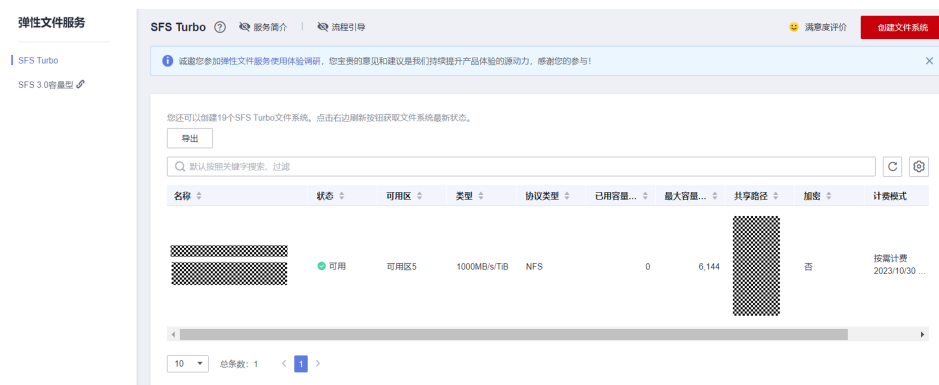 弹性文件服务
SFS Turbo
SFS 3.0容量型
SFS Turbo 服务简介 流程引导 满意度评价 创建文件系统
诚邀您参加弹性文件服务使用体验调研，您宝贵的意见和建议是我们持续提升产品体验的源动力，感谢您的参与！
您还可以创建19个SFS Turbo文件系统。点击右边刷新按钮获取文件系统最新状态。
导出
默认按照关键字搜索、过滤
名称 状态 可用区 类型 协议类型 已用容量... 最大容量... 共享路径 加密 计费模式
可用 可用区5 1000MB/s/TiB NFS 0 6,144 否 按需计费
2023/10/30 ...
10 总条数：1 < 1 >